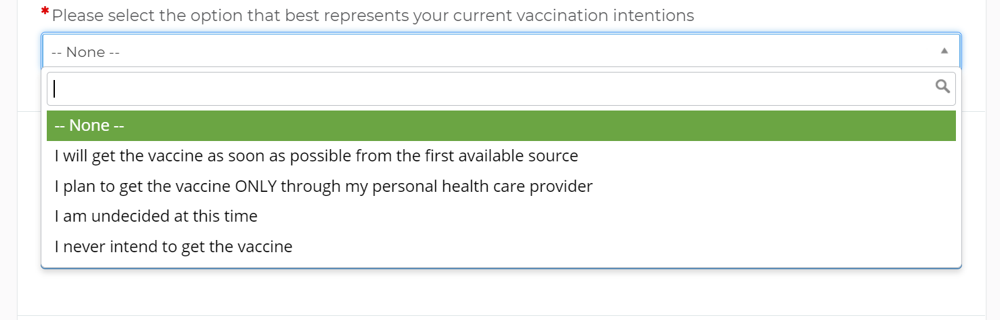 *Please select the option that best represents your current vaccination intentions
-- None --
-- None --
I will get the vaccine as soon as possible from the first available source
I plan to get the vaccine ONLY through my personal health care provider
I am undecided at this time
I never intend to get the vaccine